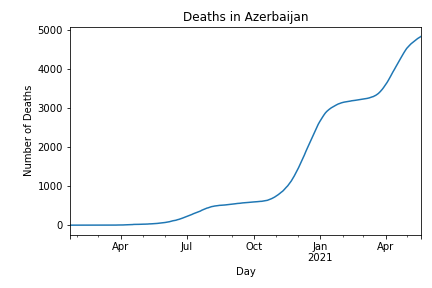 Deaths in Azerbaijan
Number of Deaths
5000
4000
3000
2000
1000
0
Apr
Jul
Oct
Jan
2021
Apr
Day